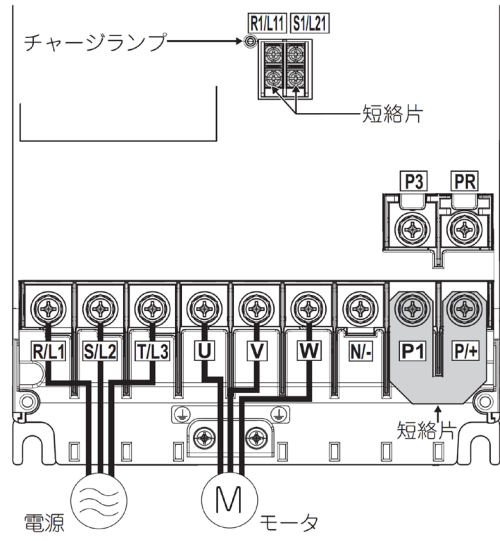 R1/L11 S1/L21
チャージランプ
短絡片
P3 PR
R/L1 S/L2 T/L3 U V W N/- P1 P/+
短絡片
電源 M モータ